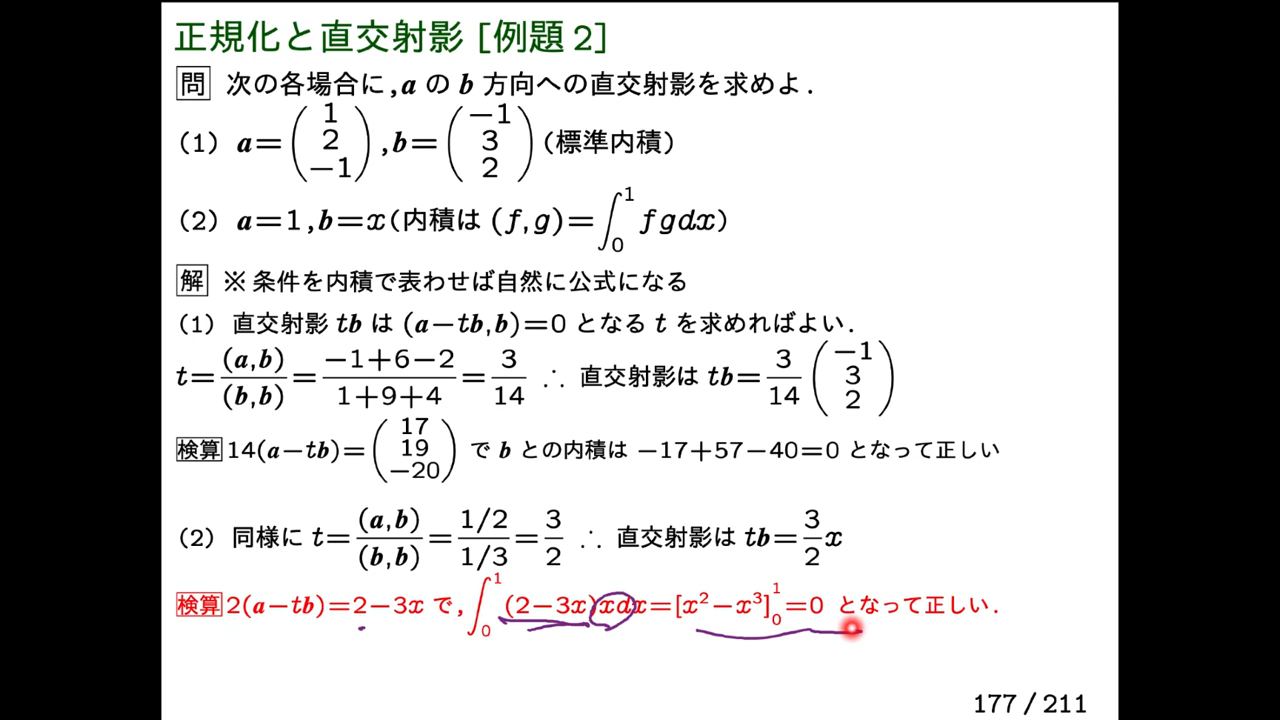 正規化と直交射影 [例題 2]
問 次の各場合に,a の b 方向への直交射影を求めよ.
(1) a=(1 2 −1),b=(−1 3 2)(標準内積)
(2) a=1,b=x(内積は (f,g)=∫₀¹ fgdx)
解 ※ 条件を内積で表わせば自然に公式になる
(1) 直交射影 tb は (a−tb,b)=0 となる t を求めればよい.
t=(a,b)/(b,b)=(−1+6−2)/(1+9+4)=3/14 ∴ 直交射影は tb=3/14(−1 3 2)
検算 14(a−tb)=(17 19 −20) で b との内積は −17+57−40=0 となって正しい
(2) 同様に t=(a,b)/(b,b)=(1/2)/(1/3)=3/2 ∴ 直交射影は tb=3/2 x
検算 2(a−tb)=2−3x で,∫₀¹(2−3x)xdx=[x²−x³]₀¹=0 となって正しい.
177 / 211